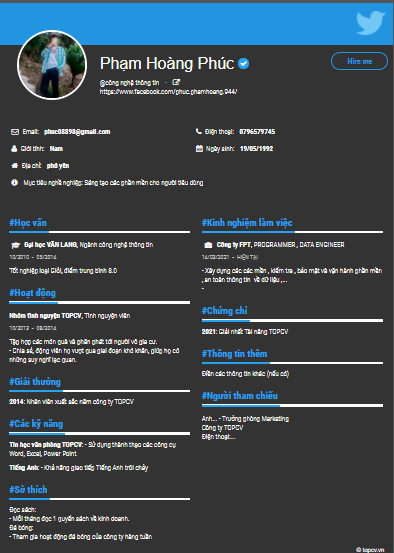 Phạm Hoàng Phúc
Hire me
@công nghệ thông tin -
https://www.facebook.com/phuc.phamhoang.944/
Email: phuc08898@gmail.com
Điện thoại: 0796579745
Giới tính: Nam
Ngày sinh: 19/05/1992
Địa chỉ: phú yên
Mục tiêu nghề nghiệp: Sáng tạo các phần mền cho người tiêu dùng
#Học vấn
Đại học VĂN LANG, Ngành công nghệ thông tin
10/2010 - 05/2014
Tốt nghiệp loại Giỏi, điểm trung bình 8.0
#Hoạt động
Nhóm tình nguyện TOPCV, Tình nguyện viên
10/2013 - 08/2014
Tập hợp các món quà và phân phát tới người vô gia cư.
- Chia sẻ, động viên họ vượt qua giai đoạn khó khăn, giúp họ có
những suy nghĩ lạc quan.
#Giải thưởng
2014: Nhân viên xuất sắc năm công ty TOPCV
#Các kỹ năng
Tin học văn phòng TOPCV: - Sử dụng thành thạo các công cụ
Word, Excel, Power Point
Tiếng Anh: - Khả năng giao tiếp Tiếng Anh trôi chảy
#Sở thích
Đọc sách:
- Mỗi tháng đọc 1 quyển sách về kinh doanh.
Đá bóng:
- Tham gia hoạt động đá bóng của công ty hàng tuần
#Kinh nghiệm làm việc
Công ty FPT, PROGRAMMER , DATA ENGINEER
14/03/2021 - HIỆN TẠI
- Xây dựng các các mền , kiểm tra , bảo mật và vận hành phần mền
, an toàn thông tin về dữ liệu ,...
-
#Chứng chỉ
2021: Giải nhất Tài năng TOPCV
#Thông tin thêm
Điền các thông tin khác (nếu có)
#Người tham chiếu
Anh... - Trưởng phòng Marketing
Công ty TOPCV
Điện thoại:...
© topcv.vn